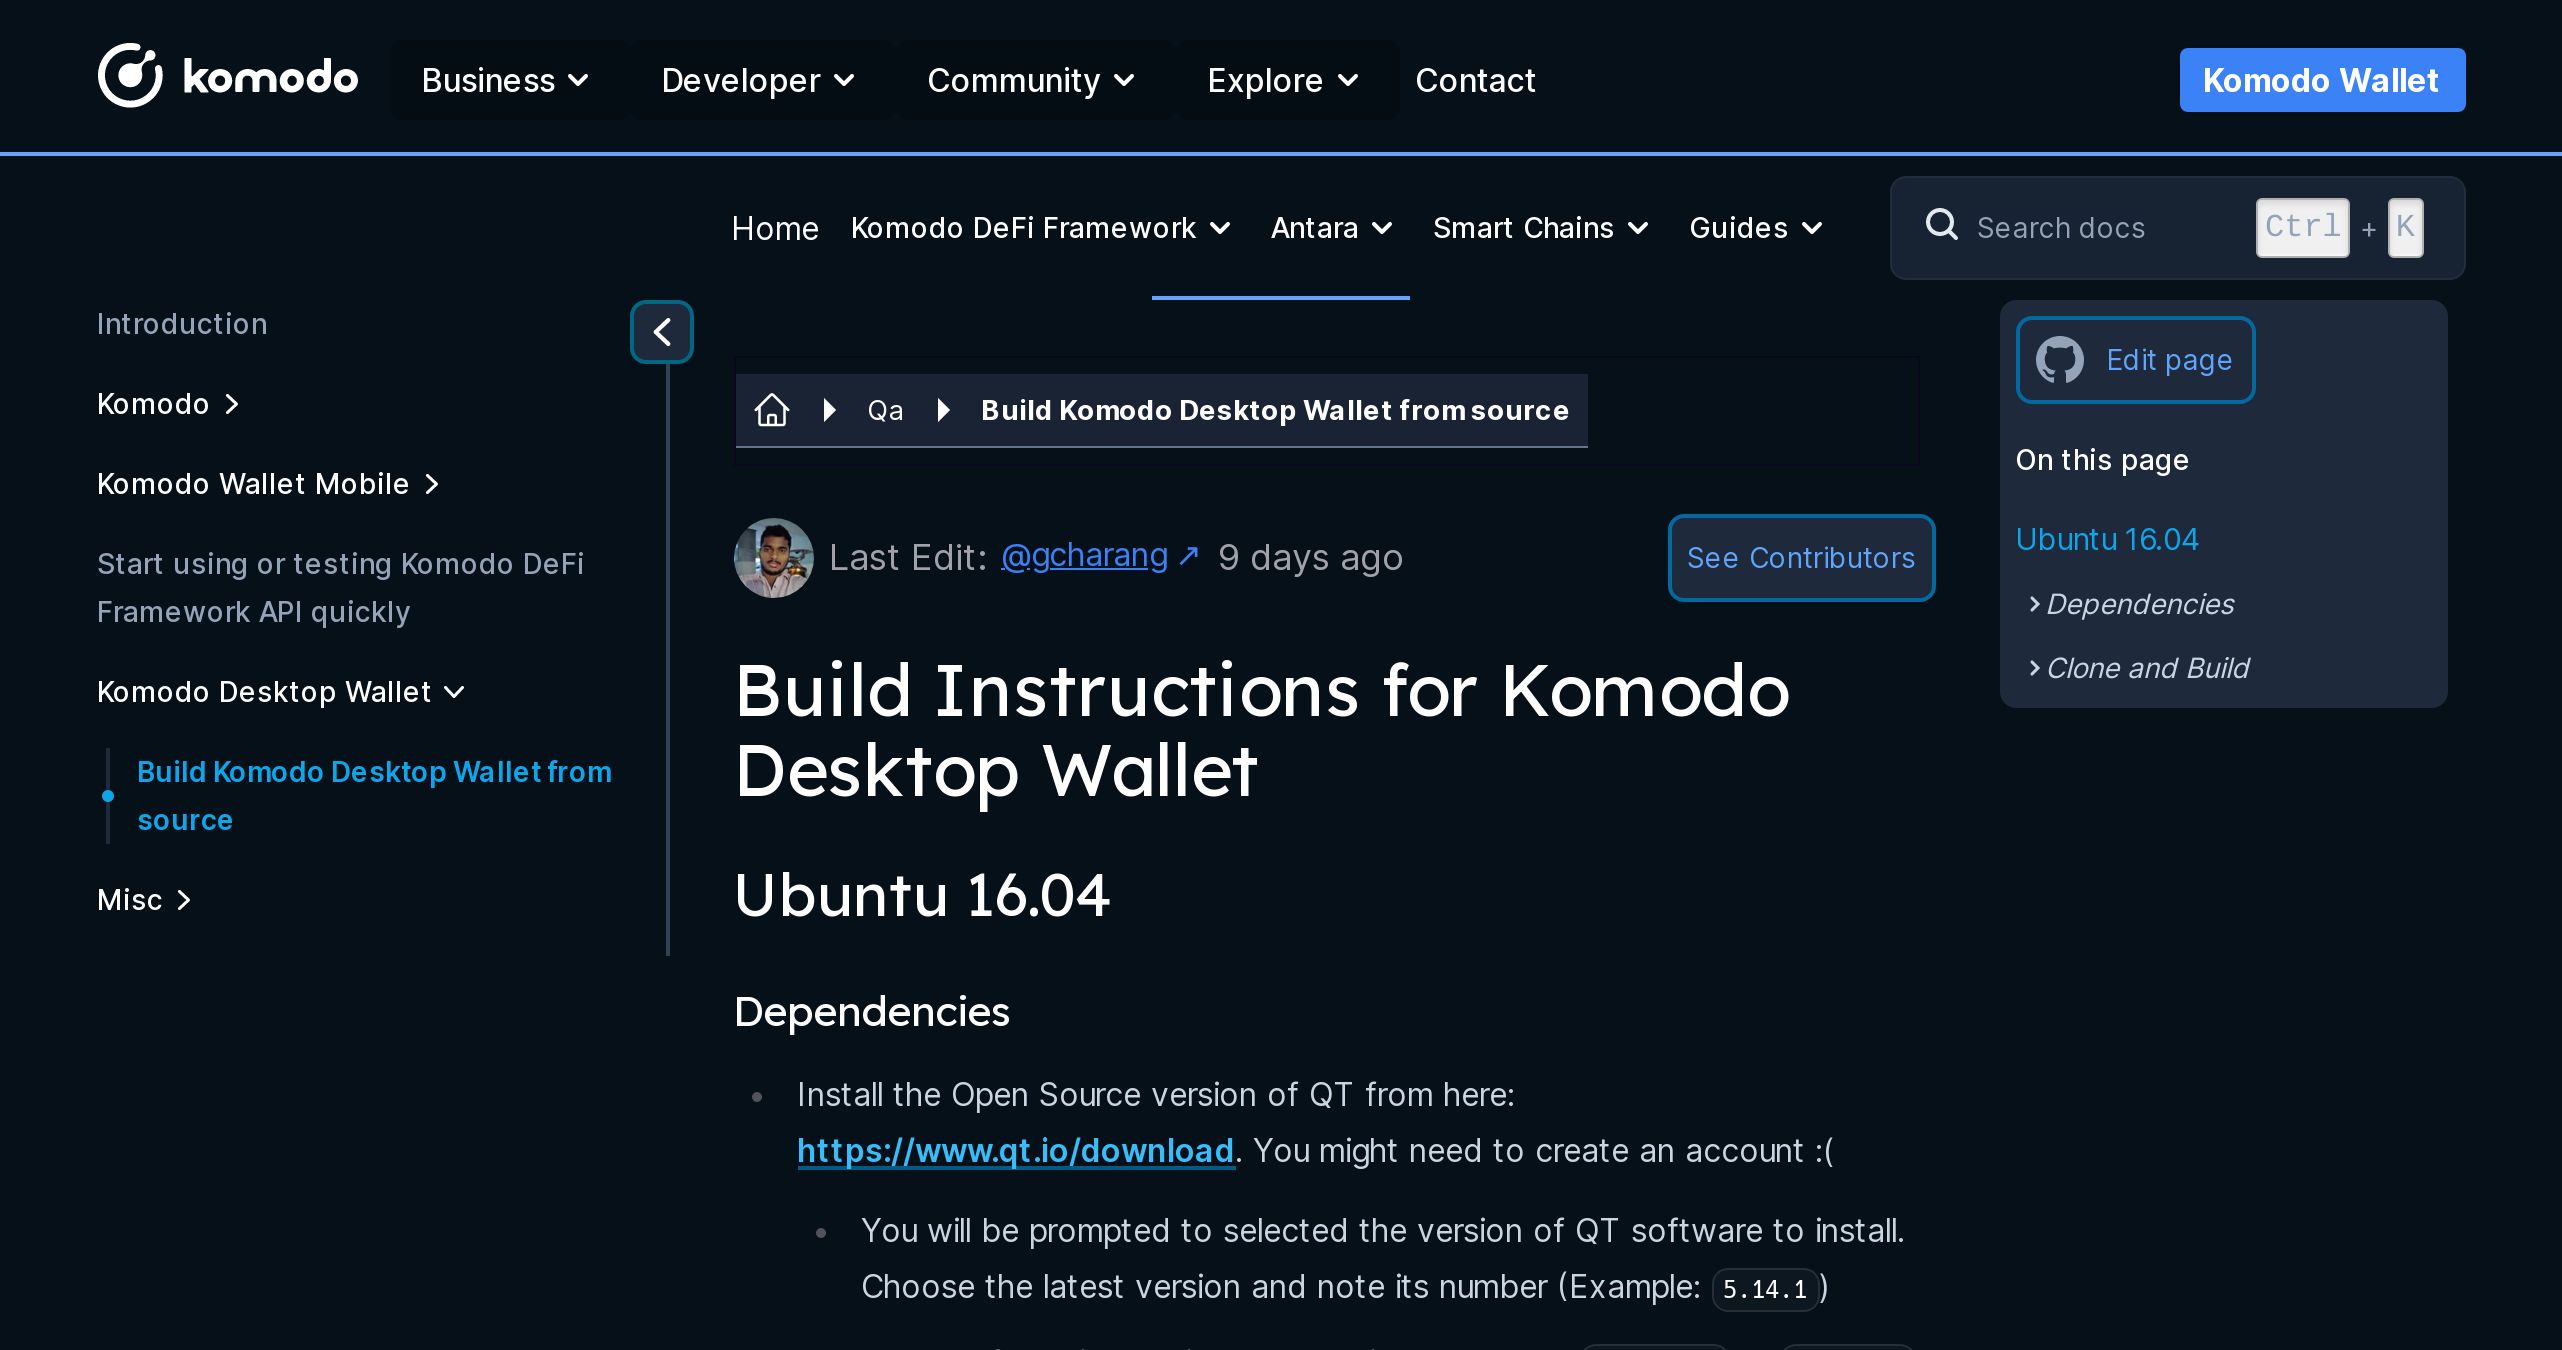 komodo
Business
Developer
Community
Explore
Contact
Komodo Wallet
Home
Komodo DeFi Framework
Antara
Smart Chains
Guides
Search docs
Ctrl + K
Introduction
Komodo
Komodo Wallet Mobile
Start using or testing Komodo DeFi
Framework API quickly
Komodo Desktop Wallet
Build Komodo Desktop Wallet from
source
Misc
Qa
Build Komodo Desktop Wallet from source
Last Edit: @gcharang ↗ 9 days ago
See Contributors
Build Instructions for Komodo
Desktop Wallet
Ubuntu 16.04
Dependencies
Install the Open Source version of QT from here:
https://www.qt.io/download. You might need to create an account :(
You will be prompted to selected the version of QT software to install.
Choose the latest version and note its number (Example: 5.14.1)
Edit page
On this page
Ubuntu 16.04
Dependencies
Clone and Build